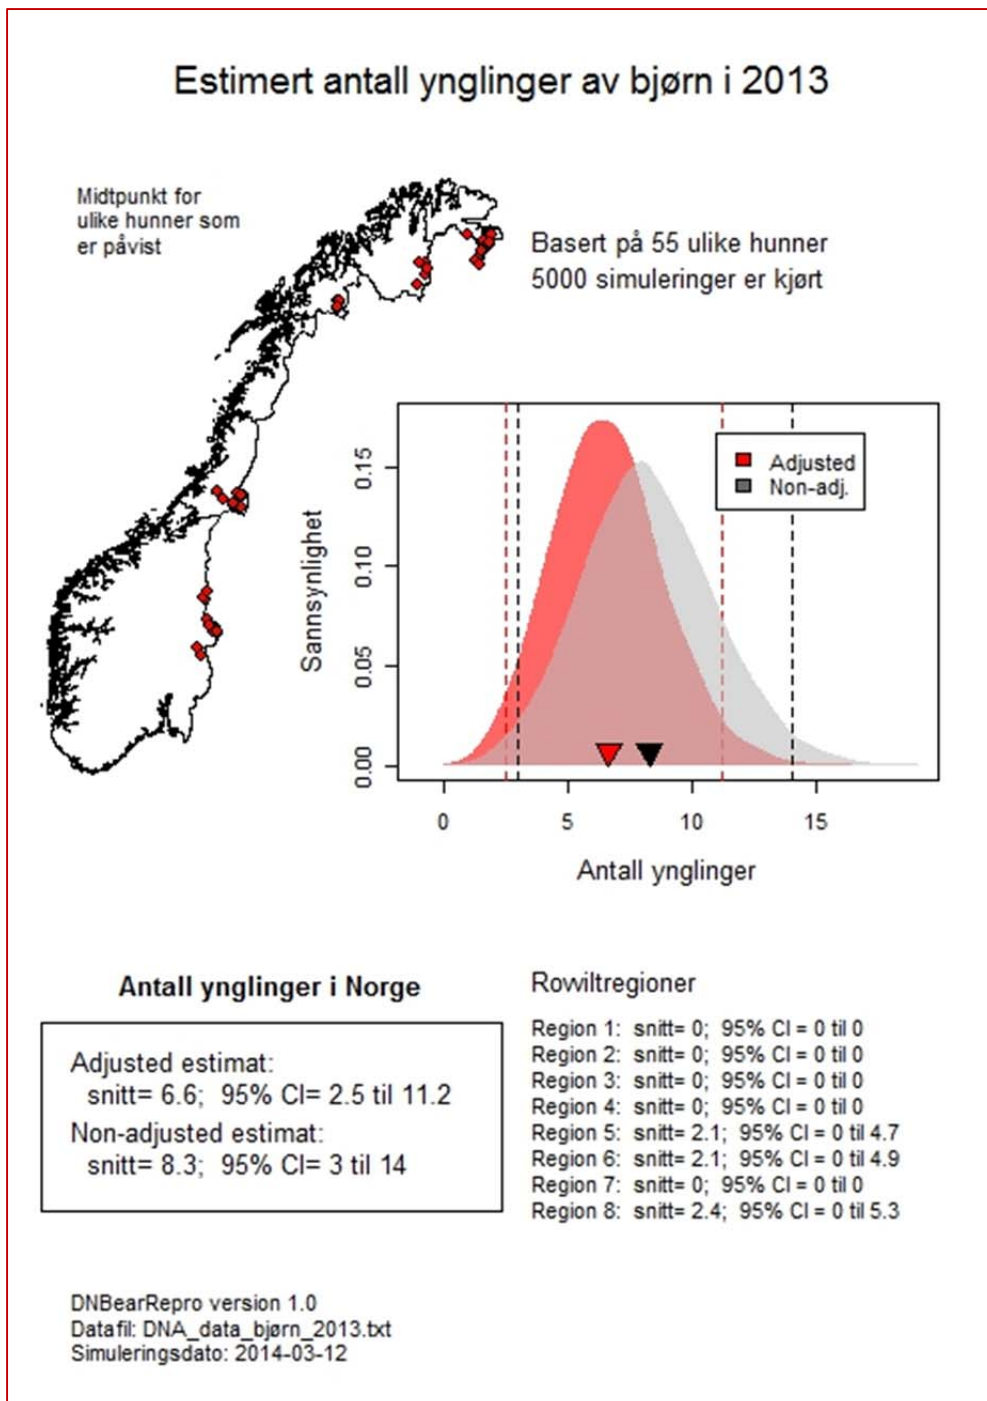 Estimert antall ynglinger av bjørn i 2013
Midtpunkt for
ulike hunner som
er påvist
Basert på 55 ulike hunner
5000 simuleringer er kjørt
Adjusted
Non-adj.
Sannsynlighet
0.15
0.10
0.05
0.00
0 5 10 15
Antall ynglinger
Antall ynglinger i Norge
Adjusted estimat:
snitt= 6.6; 95% CI= 2.5 til 11.2
Non-adjusted estimat:
snitt= 8.3; 95% CI= 3 til 14
Rovviltregioner
Region 1: snitt= 0; 95% CI = 0 til 0
Region 2: snitt= 0; 95% CI = 0 til 0
Region 3: snitt= 0; 95% CI = 0 til 0
Region 4: snitt= 0; 95% CI = 0 til 0
Region 5: snitt= 2.1; 95% CI = 0 til 4.7
Region 6: snitt= 2.1; 95% CI = 0 til 4.9
Region 7: snitt= 0; 95% CI = 0 til 0
Region 8: snitt= 2.4; 95% CI = 0 til 5.3
DNBearRepro version 1.0
Datafil: DNA_data_bjørn_2013.txt
Simuleringsdato: 2014-03-12